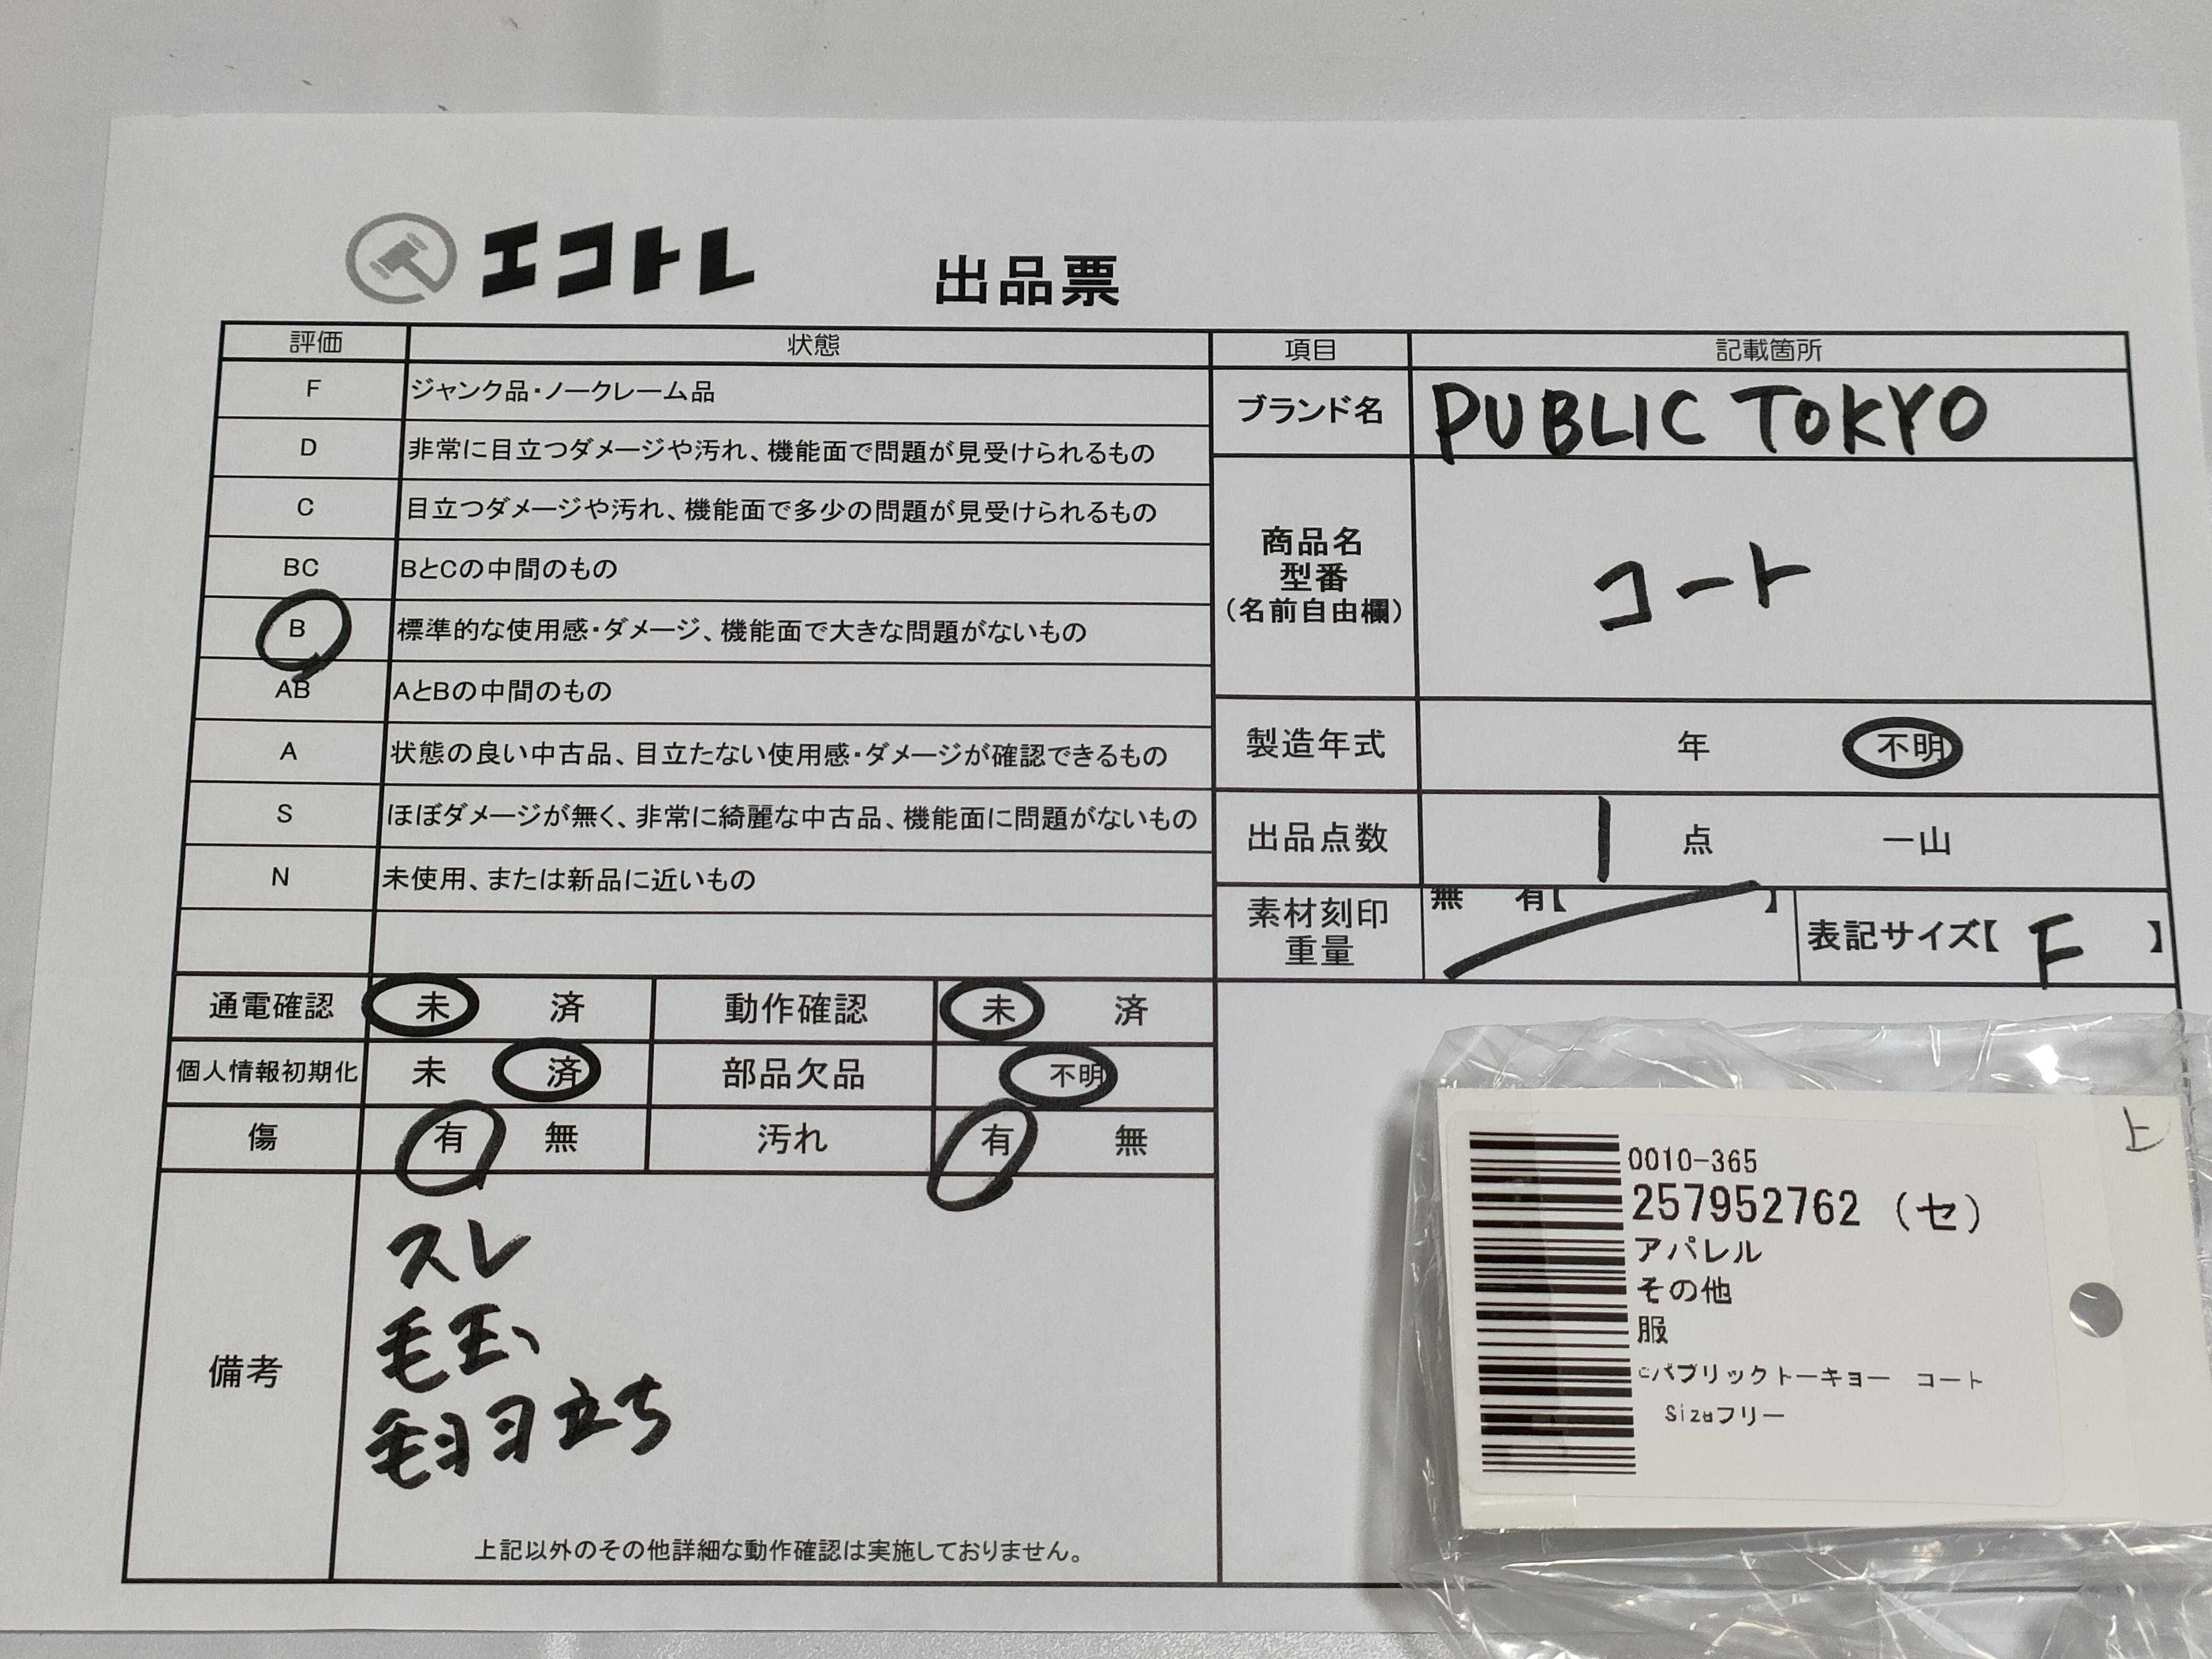 エコトレ 出品票
評価 状態 項目 記載箇所
F ジャンク品・ノークレーム品
D 非常に目立つダメージや汚れ、機能面で問題が見受けられるもの
C 目立つダメージや汚れ、機能面で多少の問題が見受けられるもの
BC BとCの中間のもの
B 標準的な使用感・ダメージ、機能面で大きな問題がないもの
AB AとBの中間のもの
A 状態の良い中古品、目立たない使用感・ダメージが確認できるもの
S ほぼダメージが無く、非常に綺麗な中古品、機能面に問題がないもの
N 未使用、または新品に近いもの
ブランド名 PUBLIC TOKYO
商品名
型番
(名前自由欄)
コート
製造年式 年 不明
出品点数 1 点 一山
素材刻印
重量
無 有【 】
表記サイズ【 F 】
通電確認 未 済 動作確認 未 済
個人情報初期化 未 済 部品欠品 不明
傷 有 無 汚れ 有 無
備考
スレ
毛玉、
毛羽立ち
上記以外のその他詳細な動作確認は実施しておりません。
上
0010-365
257952762 (セ)
アパレル
その他
服
cパブリックトーキョー コート
Sizeフリー